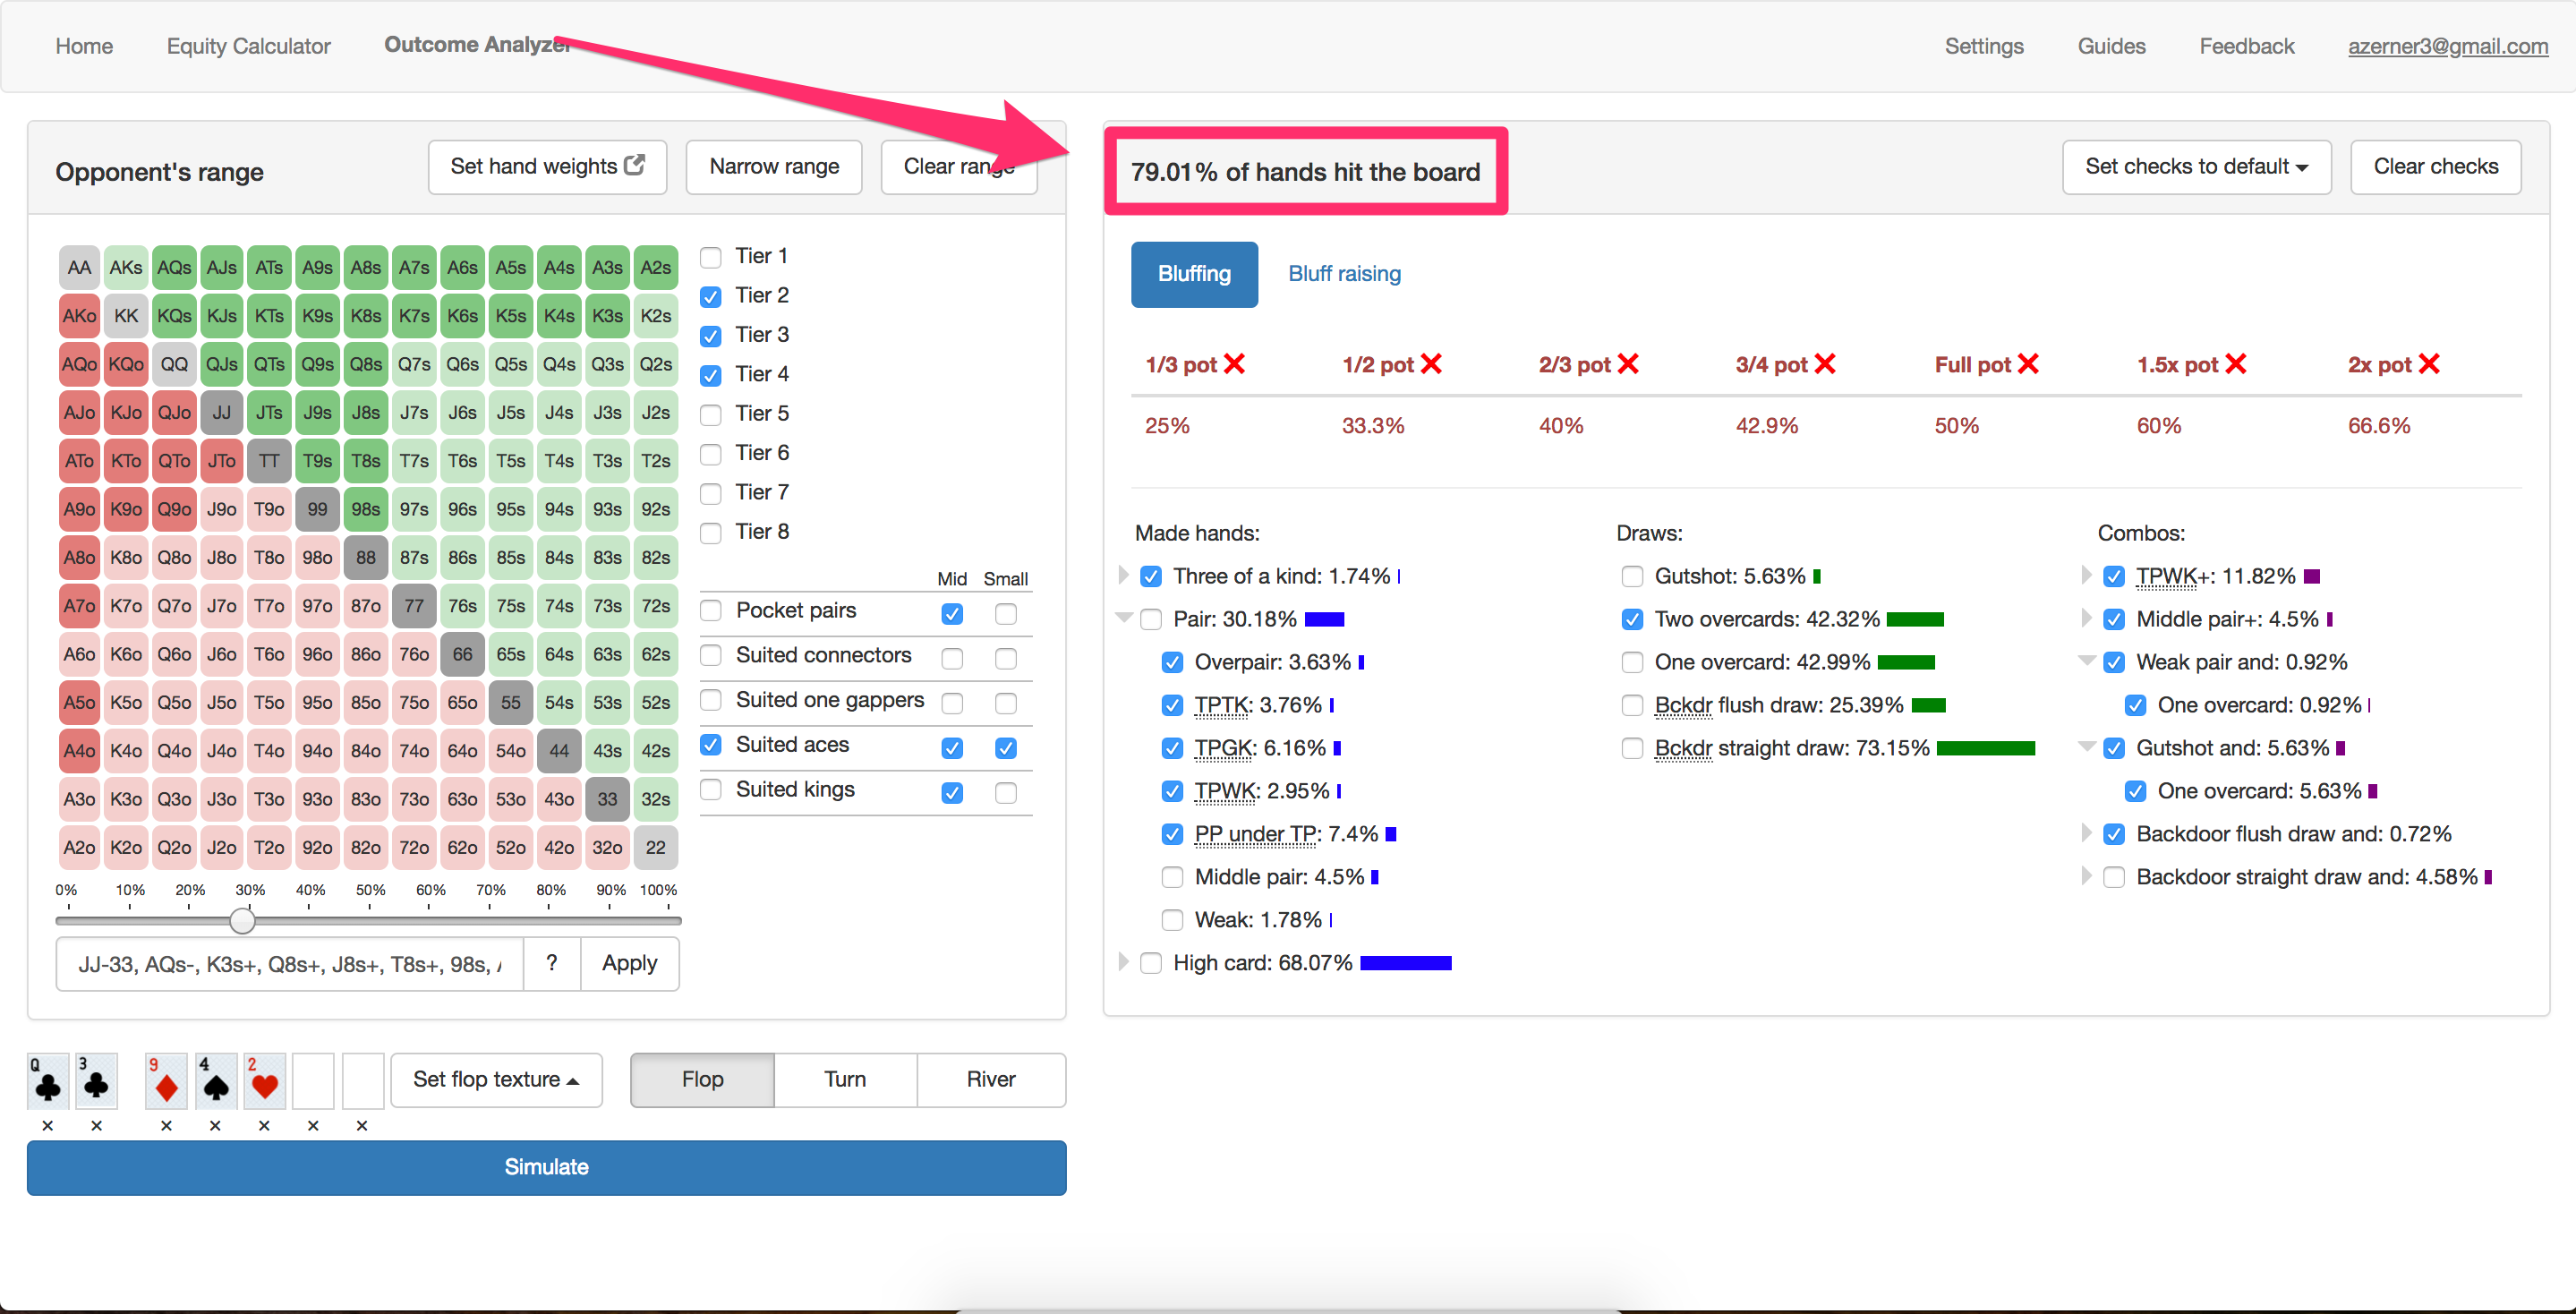 Home Equity Calculator Outcome Analyzer Settings Guides Feedback azerner3@gmail.com
Opponent's range Set hand weights Narrow range Clear range
AA AKs AQs AJs ATs A9s A8s A7s A6s A5s A4s A3s A2s
AKo KK KQs KJs KTs K9s K8s K7s K6s K5s K4s K3s K2s
AQo KQo QQ QJs QTs Q9s Q8s Q7s Q6s Q5s Q4s Q3s Q2s
AJo KJo QJo JJ JTs J9s J8s J7s J6s J5s J4s J3s J2s
ATo KTo QTo JTo TT T9s T8s T7s T6s T5s T4s T3s T2s
A9o K9o Q9o J9o T9o 99 98s 97s 96s 95s 94s 93s 92s
A8o K8o Q8o J8o T8o 98o 88 87s 86s 85s 84s 83s 82s
A7o K7o Q7o J7o T7o 97o 87o 77 76s 75s 74s 73s 72s
A6o K6o Q6o J6o T6o 96o 86o 76o 66 65s 64s 63s 62s
A5o K5o Q5o J5o T5o 95o 85o 75o 65o 55 54s 53s 52s
A4o K4o Q4o J4o T4o 94o 84o 74o 64o 54o 44 43s 42s
A3o K3o Q3o J3o T3o 93o 83o 73o 63o 53o 43o 33 32s
A2o K2o Q2o J2o T2o 92o 82o 72o 62o 52o 42o 32o 22
0% 10% 20% 30% 40% 50% 60% 70% 80% 90% 100%
JJ-33, AQs-, K3s+, Q8s+, J8s+, T8s+, 98s, ? Apply
Tier 1
Tier 2
Tier 3
Tier 4
Tier 5
Tier 6
Tier 7
Tier 8
Mid Small
Pocket pairs
Suited connectors
Suited one gappers
Suited aces
Suited kings
Q 3 9 4 2 Set flop texture Flop Turn River
× × × × × × ×
Simulate
79.01% of hands hit the board Set checks to default Clear checks
Bluffing Bluff raising
1/3 pot 1/2 pot 2/3 pot 3/4 pot Full pot 1.5x pot 2x pot
25% 33.3% 40% 42.9% 50% 60% 66.6%
Made hands:
Three of a kind: 1.74%
Pair: 30.18%
Overpair: 3.63%
TPTK: 3.76%
TPGK: 6.16%
TPWK: 2.95%
PP under TP: 7.4%
Middle pair: 4.5%
Weak: 1.78%
High card: 68.07%
Draws:
Gutshot: 5.63%
Two overcards: 42.32%
One overcard: 42.99%
Bckdr flush draw: 25.39%
Bckdr straight draw: 73.15%
Combos:
TPWK+: 11.82%
Middle pair+: 4.5%
Weak pair and: 0.92%
One overcard: 0.92%
Gutshot and: 5.63%
One overcard: 5.63%
Backdoor flush draw and: 0.72%
Backdoor straight draw and: 4.58%